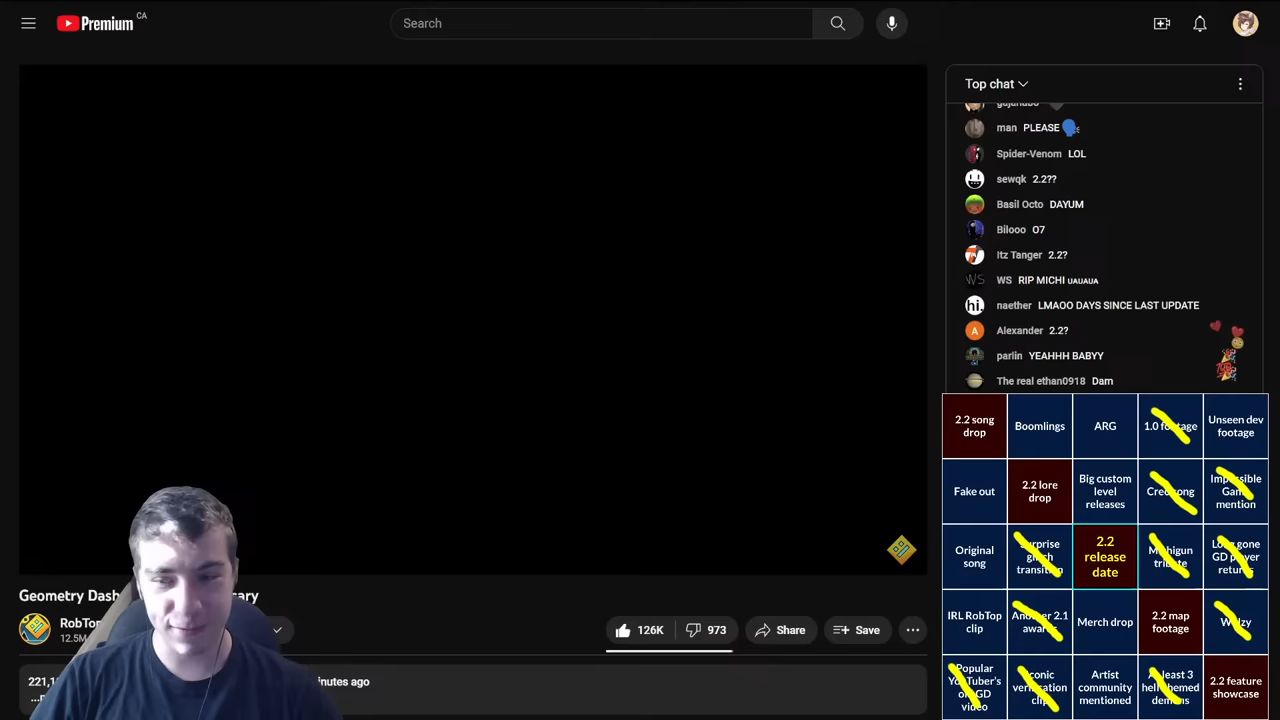 Premium CA
Search
Top chat
man PLEASE
Spider-Venom LOL
sewqk 2.2??
Basil Octo DAYUM
Bilooo O7
Itz Tanger 2.2?
WS WS RIP MICHI UAUAUA
hi. naether LMAOO DAYS SINCE LAST UPDATE
A Alexander 2.2?
parlin YEAHHH BABYY
The real ethan0918 Dam
2.2 song
drop
Boomlings
ARG
1.0 footage
Unseen dev
footage
Fake out
2.2 lore
drop
Big custom
level
releases
Creo song
Impossible
Game
mention
Original
song
Surprise
glitch
transition
2.2
release
date
Michigun
tribute
Long gone
GD player
returns
IRL RobTop
clip
Another 2.1
award
Merch drop
2.2 map
footage
Popular
YouTuber's
old GD
video
Iconic
verification
clip
Artist
community
mentioned
At least 3
hell themed
demons
2.2 feature
showcase
Geometry Dash
RobTop
12.5M
126K
973
Share
Save